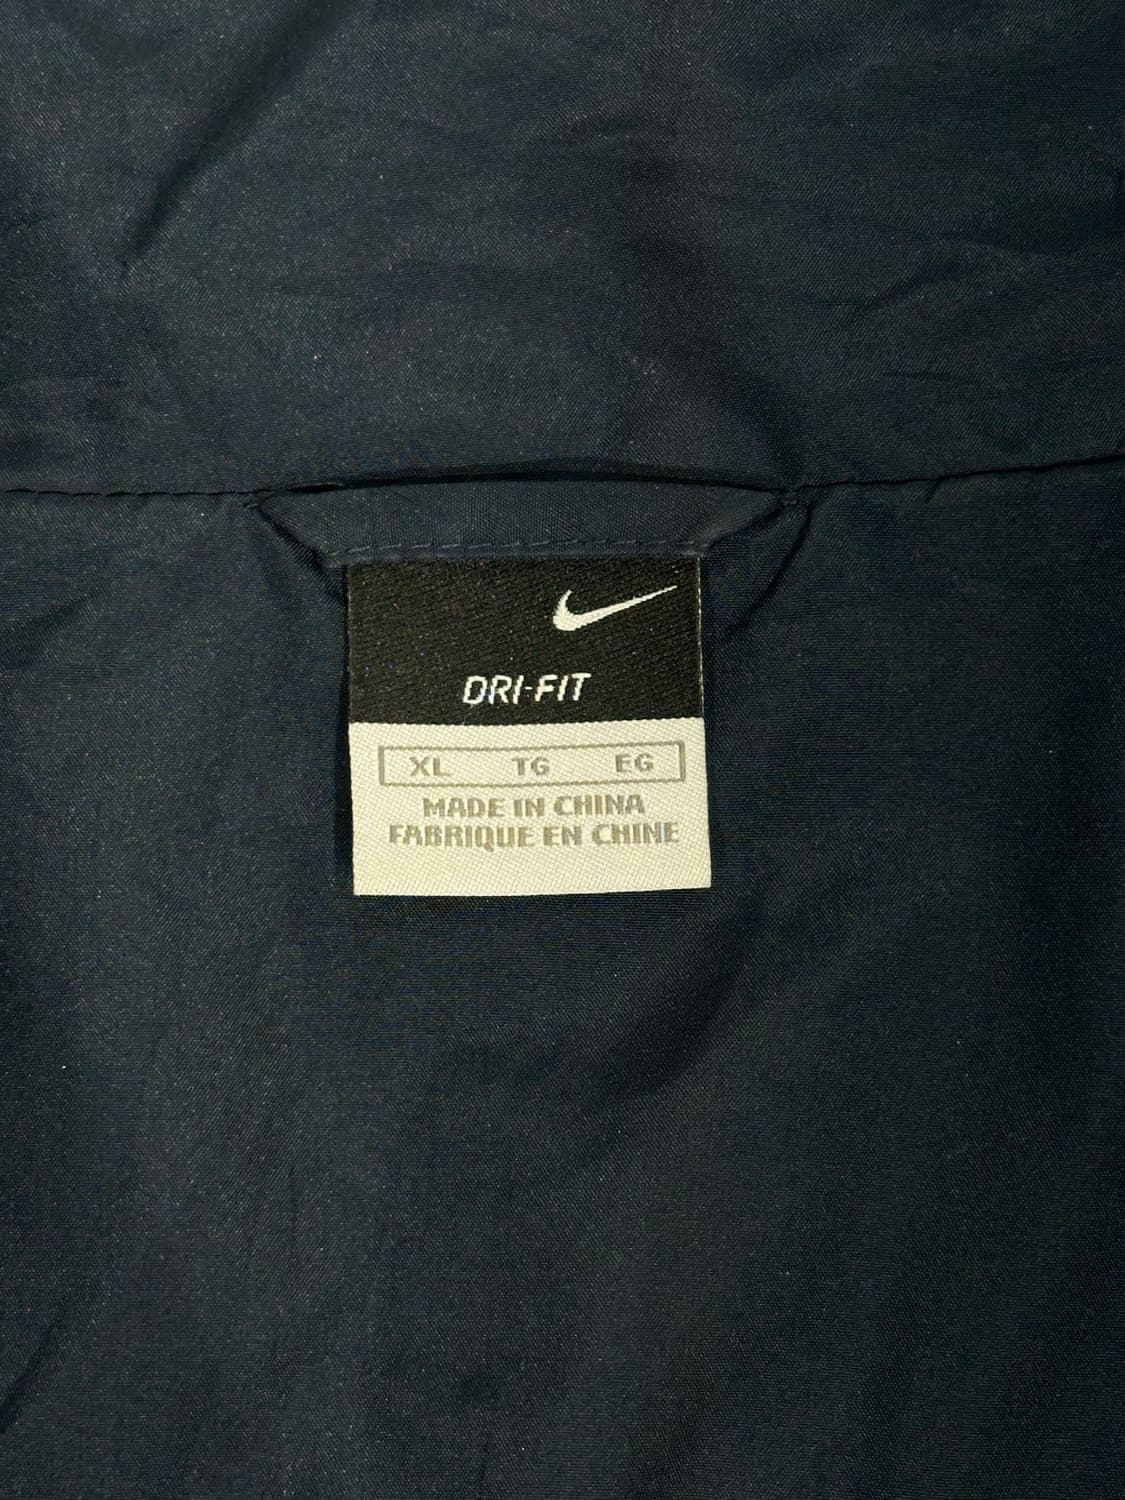 DRI-FIT
XL TG EG
MADE IN CHINA
FABRIQUE EN CHINE